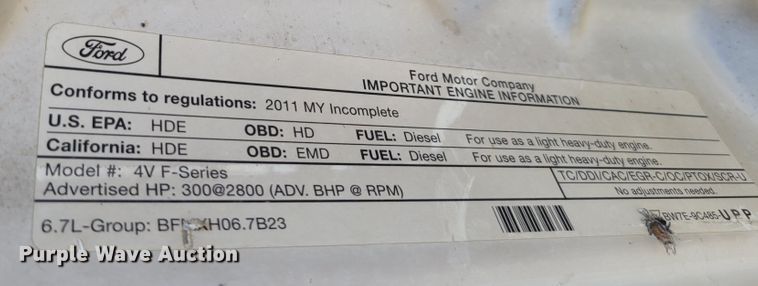 Ford
Ford Motor Company
IMPORTANT ENGINE INFORMATION
Conforms to regulations: 2011 MY Incomplete
U.S. EPA: HDE OBD: HD FUEL: Diesel For use as a light heavy-duty engine.
California: HDE OBD: EMD FUEL: Diesel For use as a light heavy-duty engine.
Model #: 4V F-Series
TC/DDI/CAC/EGR-C/OC/PTOX/SCR-U
Advertised HP: 300@2800 (ADV. BHP @ RPM)
No adjustments needed.
6.7L-Group:
BW7E-9C485-UPP
Purple Wave Auction